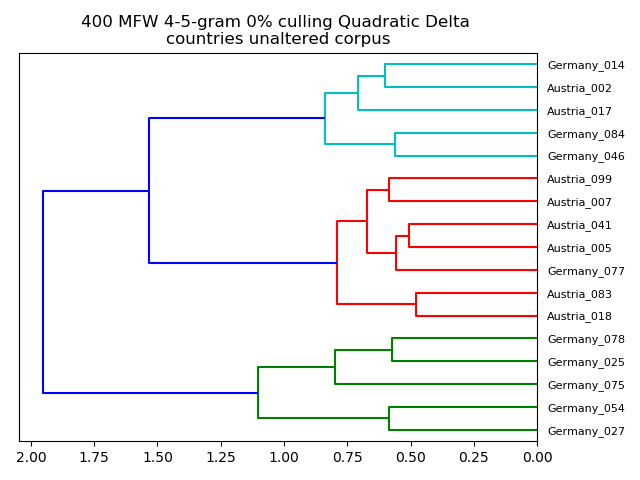 400 MFW 4-5-gram 0% culling Quadratic Delta
countries unaltered corpus
Germany_014
Austria_002
Austria_017
Germany_084
Germany_046
Austria_099
Austria_007
Austria_041
Austria_005
Germany_077
Austria_083
Austria_018
Germany_078
Germany_025
Germany_075
Germany_054
Germany_027
2.00 1.75 1.50 1.25 1.00 0.75 0.50 0.25 0.00